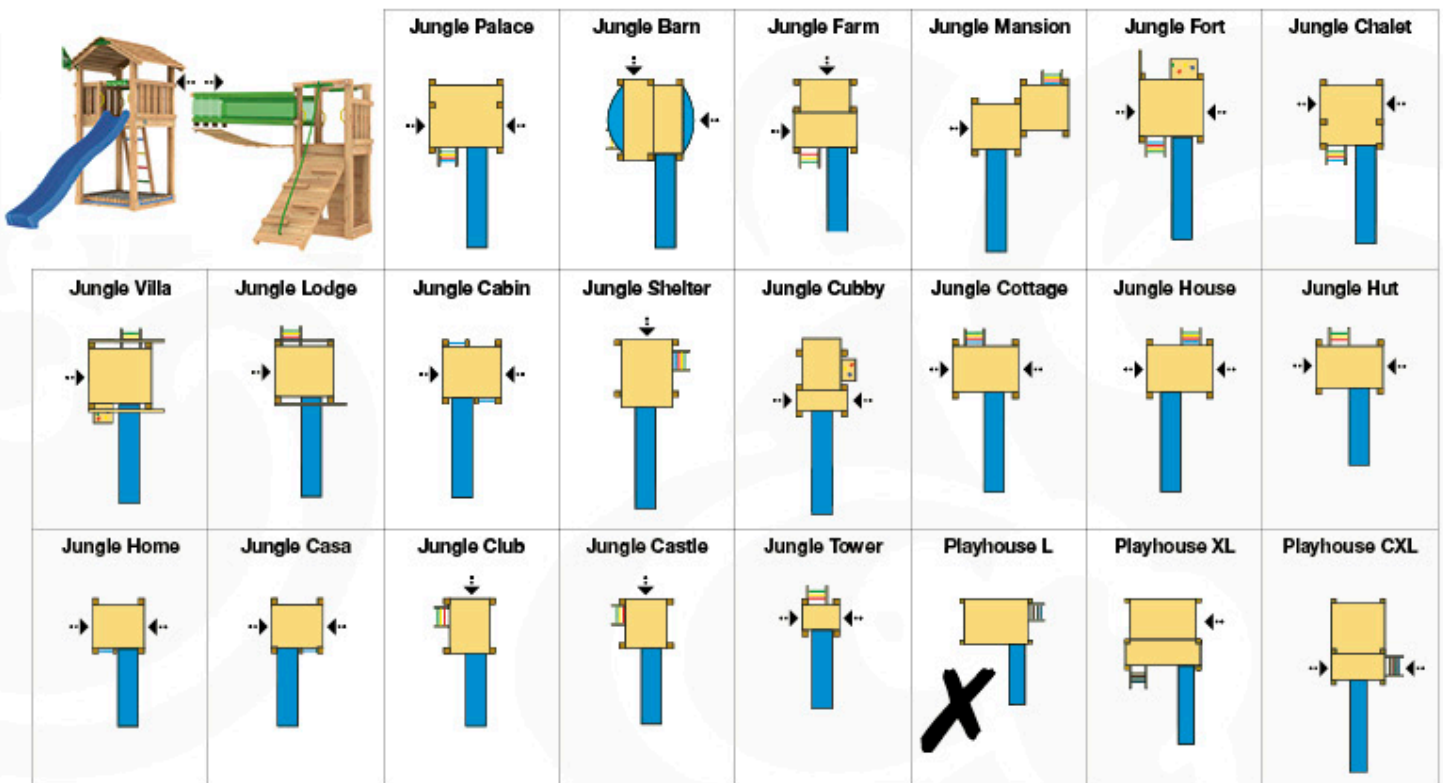 Jungle Palace
Jungle Barn
Jungle Farm
Jungle Mansion
Jungle Fort
Jungle Chalet
Jungle Villa
Jungle Lodge
Jungle Cabin
Jungle Shelter
Jungle Cubby
Jungle Cottage
Jungle House
Jungle Hut
Jungle Home
Jungle Casa
Jungle Club
Jungle Castle
Jungle Tower
Playhouse L
Playhouse XL
Playhouse CXL